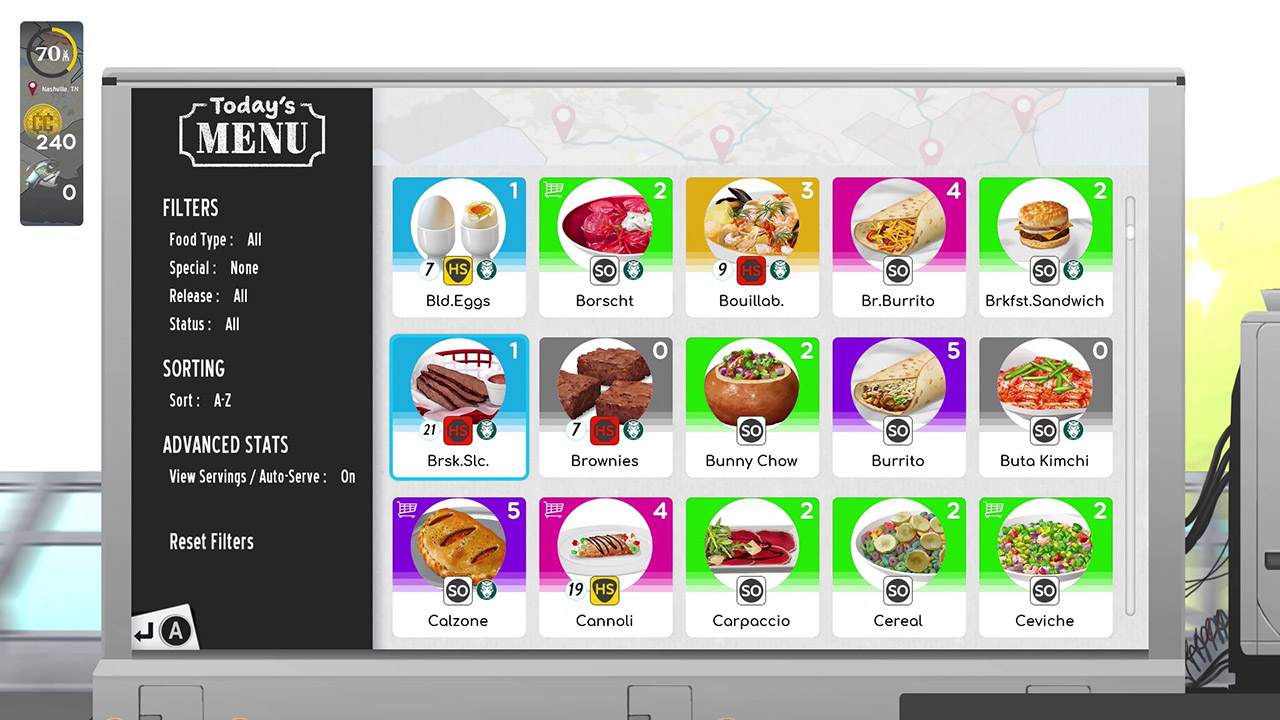 70
Nashville, TN
240
0
Today's
MENU
FILTERS
Food Type : All
Special : None
Release : All
Status : All
SORTING
Sort : A-Z
ADVANCED STATS
View Servings / Auto-Serve : On
Reset Filters
A
1
7 HS
Bld.Eggs
2
SO
Borscht
3
9 HS
Bouillab.
4
SO
Br.Burrito
2
SO
Brkfst.Sandwich
1
21 HS
Brsk.Slc.
0
7 HS
Brownies
2
SO
Bunny Chow
5
SO
Burrito
0
SO
Buta Kimchi
5
SO
Calzone
4
19 HS
Cannoli
2
SO
Carpaccio
2
SO
Cereal
2
SO
Ceviche